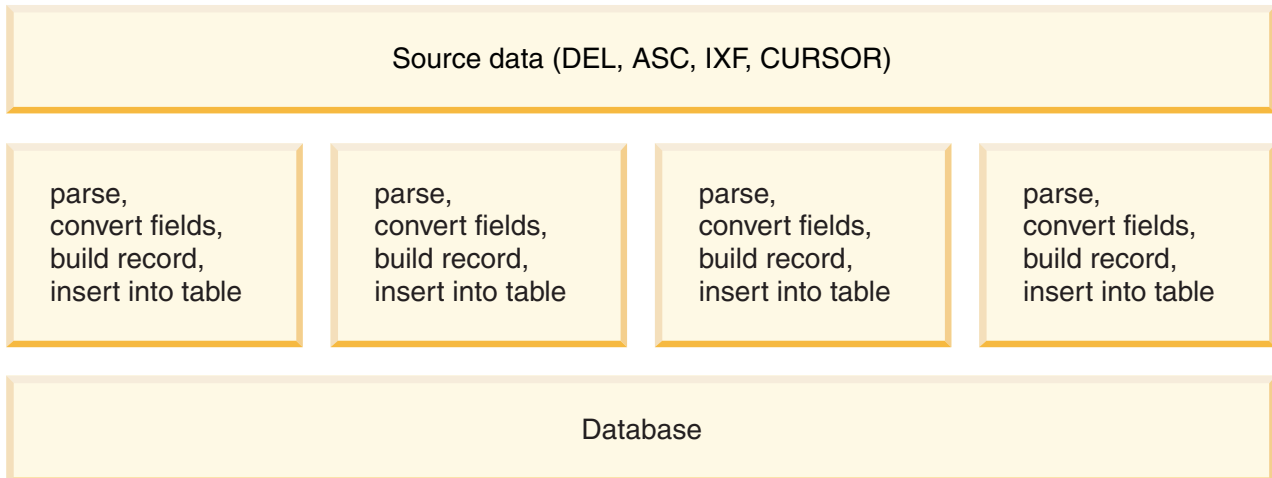 Source data (DEL, ASC, IXF, CURSOR)
parse,
convert fields,
build record,
insert into table
parse,
convert fields,
build record,
insert into table
parse,
convert fields,
build record,
insert into table
parse,
convert fields,
build record,
insert into table
Database